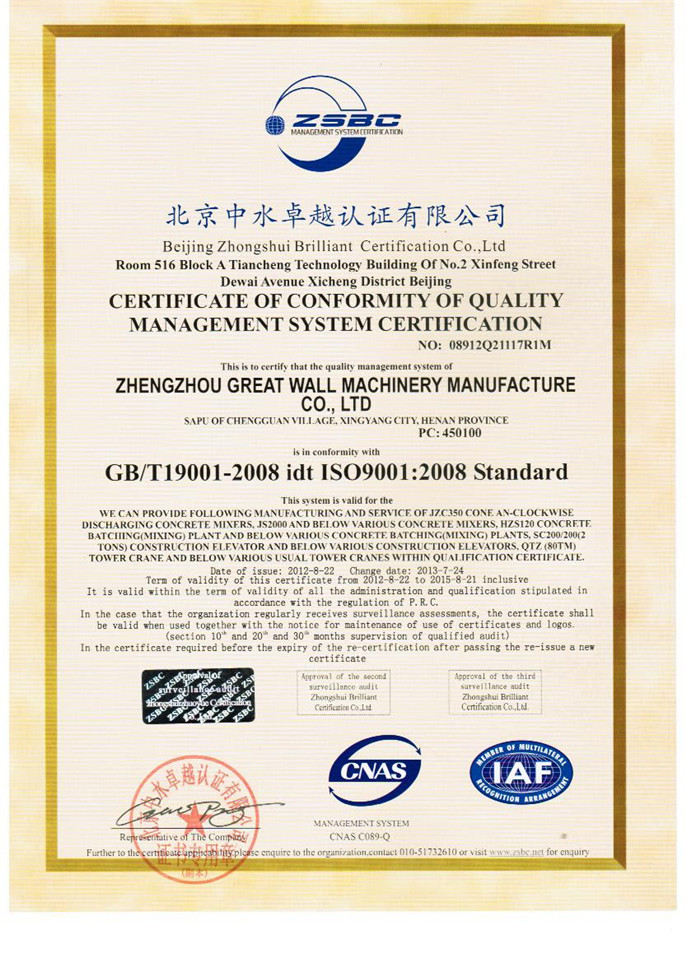 ZSBC
MANAGEMENT SYSTEM CERTIFICATION
北京中水卓越认证有限公司
Beijing Zhongshui Brilliant Certification Co.,Ltd
Room 516 Block A Tiancheng Technology Building Of No.2 Xinfeng Street
Dewai Avenue Xicheng District Beijing
CERTIFICATE OF CONFORMITY OF QUALITY
MANAGEMENT SYSTEM CERTIFICATION
NO: 08912Q21117R1M
This is to certify that the quality management system of
ZHENGZHOU GREAT WALL MACHINERY MANUFACTURE
CO., LTD
SAPU OF CHENGGUAN VILLAGE, XINGYANG CITY, HENAN PROVINCE
PC: 450100
is in conformity with
GB/T19001-2008 idt ISO9001:2008 Standard
This system is valid for the
WE CAN PROVIDE FOLLOWING MANUFACTURING AND SERVICE OF JZC350 CONE AN-CLOCKWISE
DISCHARGING CONCRETE MIXERS, JS2000 AND BELOW VARIOUS CONCRETE MIXERS, HZS120 CONCRETE
BATCHING(MIXING) PLANT AND BELOW VARIOUS CONCRETE BATCHING(MIXING) PLANTS, SC200/200(2
TONS) CONSTRUCTION ELEVATOR AND BELOW VARIOUS CONSTRUCTION ELEVATORS, QTZ (80TM)
TOWER CRANE AND BELOW VARIOUS USUAL TOWER CRANES WITHIN QUALIFICATION CERTIFICATE.
Date of issue: 2012-8-22 Change date: 2013-7-24
Term of validity of this certificate from 2012-8-22 to 2015-8-21 inclusive
It is valid within the term of validity of all the administration and qualification stipulated in
accordance with the regulation of P.R.C.
In the case that the organization regularly receives surveillance assessments, the certificate shall
be valid when used together with the notice for maintenance of use of certificates and logos.
(section 10th and 20th and 30th months supervision of qualified audit)
In the certificate required before the expiry of the re-certification after passing the re-issue a new
certificate
Approval of
surveillance audit
Zhongshuizhuoyue Certification
Approval of the second
surveillance audit
Zhongshui Brilliant
Certification Co.,Ltd
Approval of the third
surveillance audit
Zhongshui Brilliant
Certification Co.,Ltd.
CNAS
MEMBER OF MULTILATERAL
IAF
RECOGNITION ARRANGEMENT
MANAGEMENT SYSTEM
CNAS C089-Q
北京中水卓越认证有限公司
证书专用章
(副本)
Representative of The Company
Further to the certificate applicability,please enquire to the organization,contact 010-51732610 or visit www.zsbc.net for enquiry